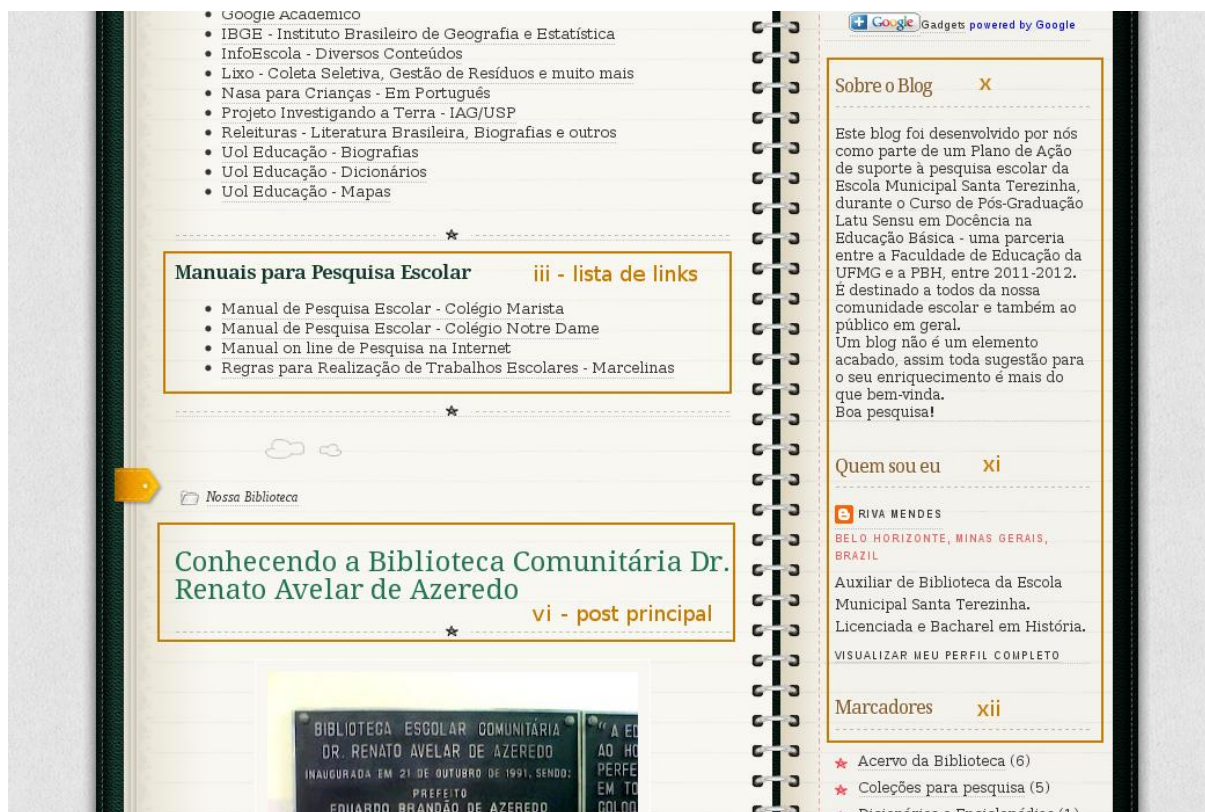 Google Acadêmico
IBGE - Instituto Brasileiro de Geografia e Estatística
InfoEscola - Diversos Conteúdos
Lixo - Coleta Seletiva, Gestão de Resíduos e muito mais
Nasa para Crianças - Em Português
Projeto Investigando a Terra - IAG/USP
Releituras - Literatura Brasileira, Biografias e outros
Uol Educação - Biografias
Uol Educação - Dicionários
Uol Educação - Mapas
Manuais para Pesquisa Escolar
iii - lista de links
Manual de Pesquisa Escolar - Colégio Marista
Manual de Pesquisa Escolar - Colégio Notre Dame
Manual on line de Pesquisa na Internet
Regras para Realização de Trabalhos Escolares - Marcelinas
Nossa Biblioteca
Conhecendo a Biblioteca Comunitária Dr.
Renato Avelar de Azeredo
vi - post principal
BIBLIOTECA ESCOLAR COMUNITÁRIA
DR. RENATO AVELAR DE AZEREDO
INAUGURADA EM 21 DE OUTUBRO DE 1991, SENDO:
PREFEITO
EDUARDO BRANDÃO DE AZEREDO
"A ED
AO HO
PERFE
EM TO
COLOO
Google Gadgets powered by Google
Sobre o Blog x
Este blog foi desenvolvido por nós
como parte de um Plano de Ação
de suporte à pesquisa escolar da
Escola Municipal Santa Terezinha,
durante o Curso de Pós-Graduação
Latu Sensu em Docência na
Educação Básica - uma parceria
entre a Faculdade de Educação da
UFMG e a PBH, entre 2011-2012.
É destinado a todos da nossa
comunidade escolar e também ao
público em geral.
Um blog não é um elemento
acabado, assim toda sugestão para
o seu enriquecimento é mais do
que bem-vinda.
Boa pesquisa!
Quem sou eu xi
RIVA MENDES
BELO HORIZONTE, MINAS GERAIS,
BRAZIL
Auxiliar de Biblioteca da Escola
Municipal Santa Terezinha.
Licenciada e Bacharel em História.
VISUALIZAR MEU PERFIL COMPLETO
Marcadores xii
Acervo da Biblioteca (6)
Coleções para pesquisa (5)
Dicionários e Enciclopédias (1)